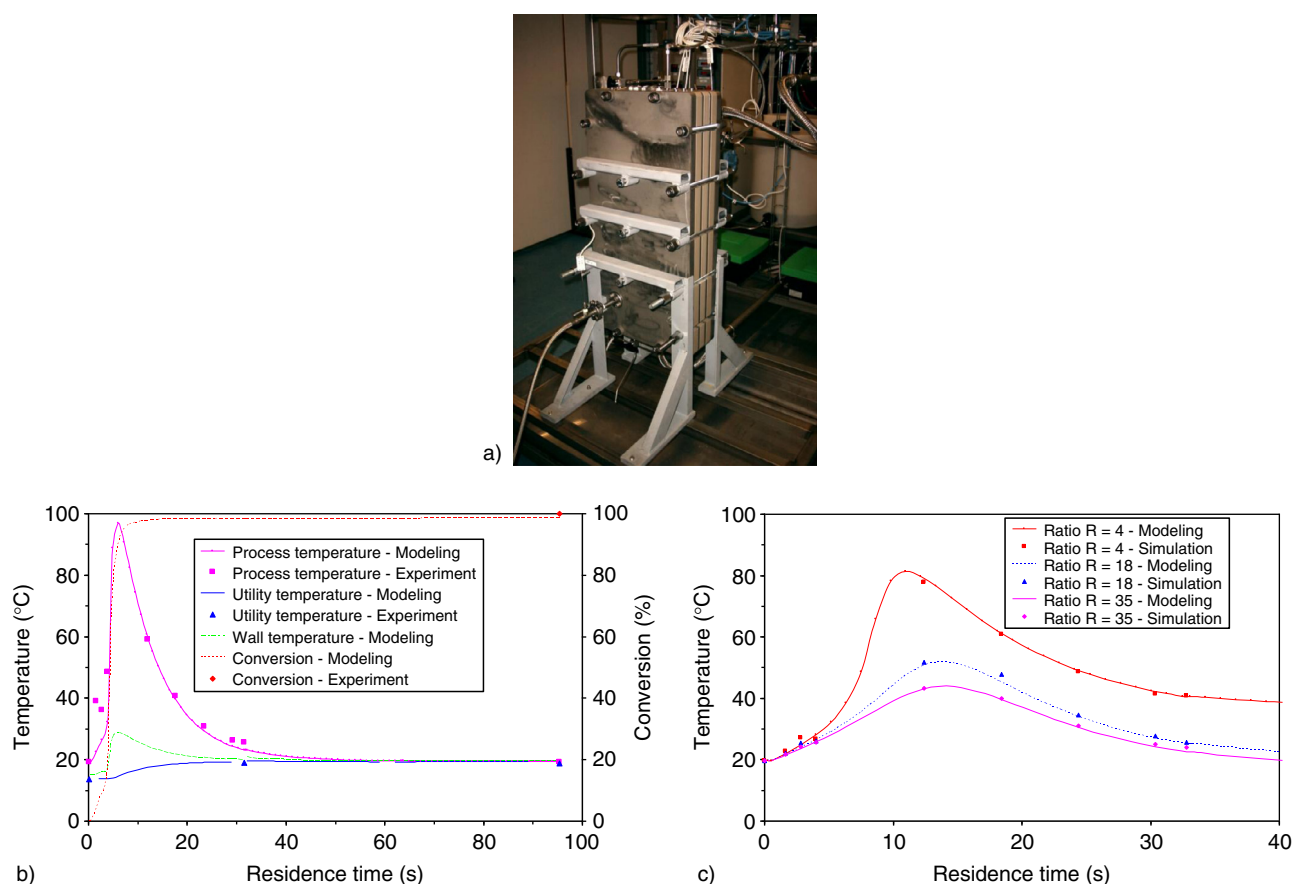 a)
100
80
60
40
20
0
Temperature (°C)
0
20
40
60
80
100
Residence time (s)
100
80
60
40
20
0
Conversion (%)
Process temperature - Modeling
Process temperature - Experiment
Utility temperature - Modeling
Utility temperature - Experiment
Wall temperature - Modeling
Conversion - Modeling
Conversion - Experiment
b)
100
80
60
40
20
0
Temperature (°C)
0
10
20
30
40
Residence time (s)
Ratio R = 4 - Modeling
Ratio R = 4 - Simulation
Ratio R = 18 - Modeling
Ratio R = 18 - Simulation
Ratio R = 35 - Modeling
Ratio R = 35 - Simulation
c)